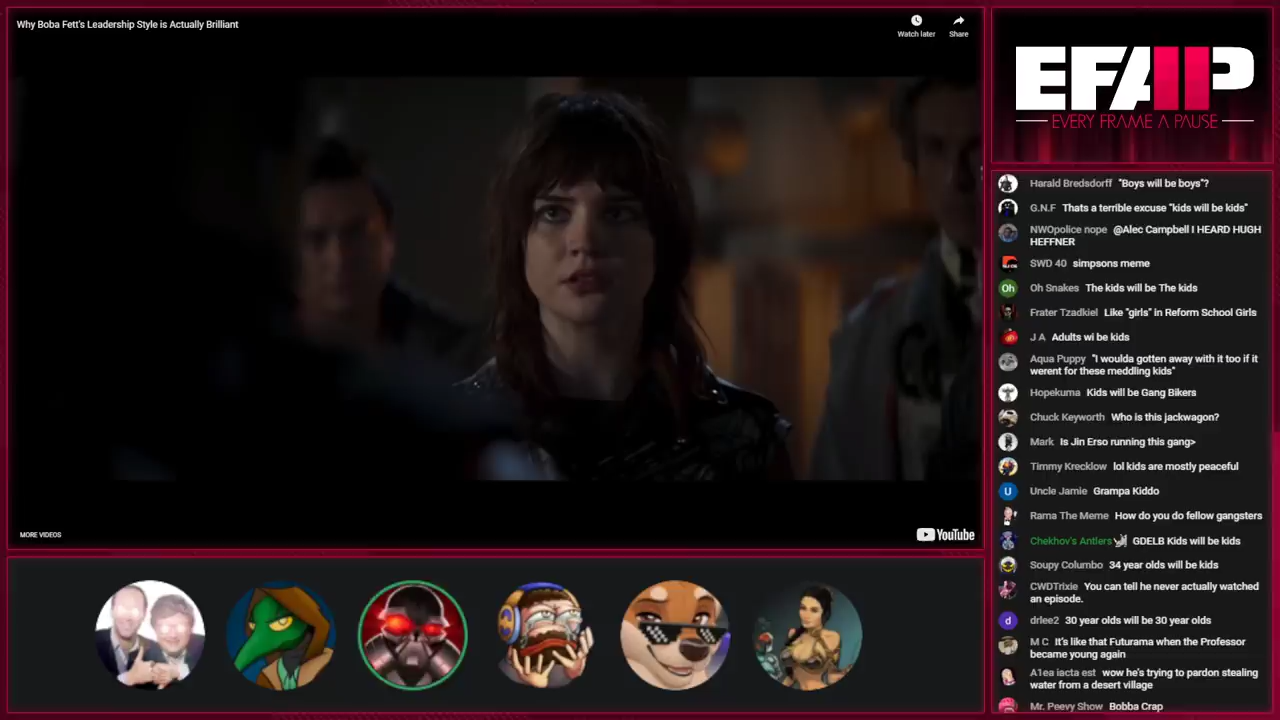 Why Boba Fett's Leadership Style is Actually Brilliant
Watch later
Share
MORE VIDEOS
YouTube
EFAP
EVERY FRAME A PAUSE
Harald Bredsdorff "Boys will be boys"?
G.N.F Thats a terrible excuse "kids will be kids"
NWOpolice nope @Alec Campbell I HEARD HUGH
HEFFNER
SWD 40 simpsons meme
Oh
Oh Snakes The kids will be The kids
Frater Tzadkiel Like "girls" in Reform School Girls
J A Adults wi be kids
Aqua Puppy "I woulda gotten away with it too if it
werent for these meddling kids"
Hopekuma Kids will be Gang Bikers
Chuck Keyworth Who is this jackwagon?
Mark Is Jin Erso running this gang>
Timmy Krecklow lol kids are mostly peaceful
U
Uncle Jamie Grampa Kiddo
Rama The Meme How do you do fellow gangsters
Chekhov's Antlers GDELB Kids will be kids
Soupy Columbo 34 year olds will be kids
CWDTrixie You can tell he never actually watched
an episode.
d
drlee2 30 year olds will be 30 year olds
M C It's like that Futurama when the Professor
became young again
A1ea iacta est wow he's trying to pardon stealing
water from a desert village
Mr. Peevy Show Bobba Crap